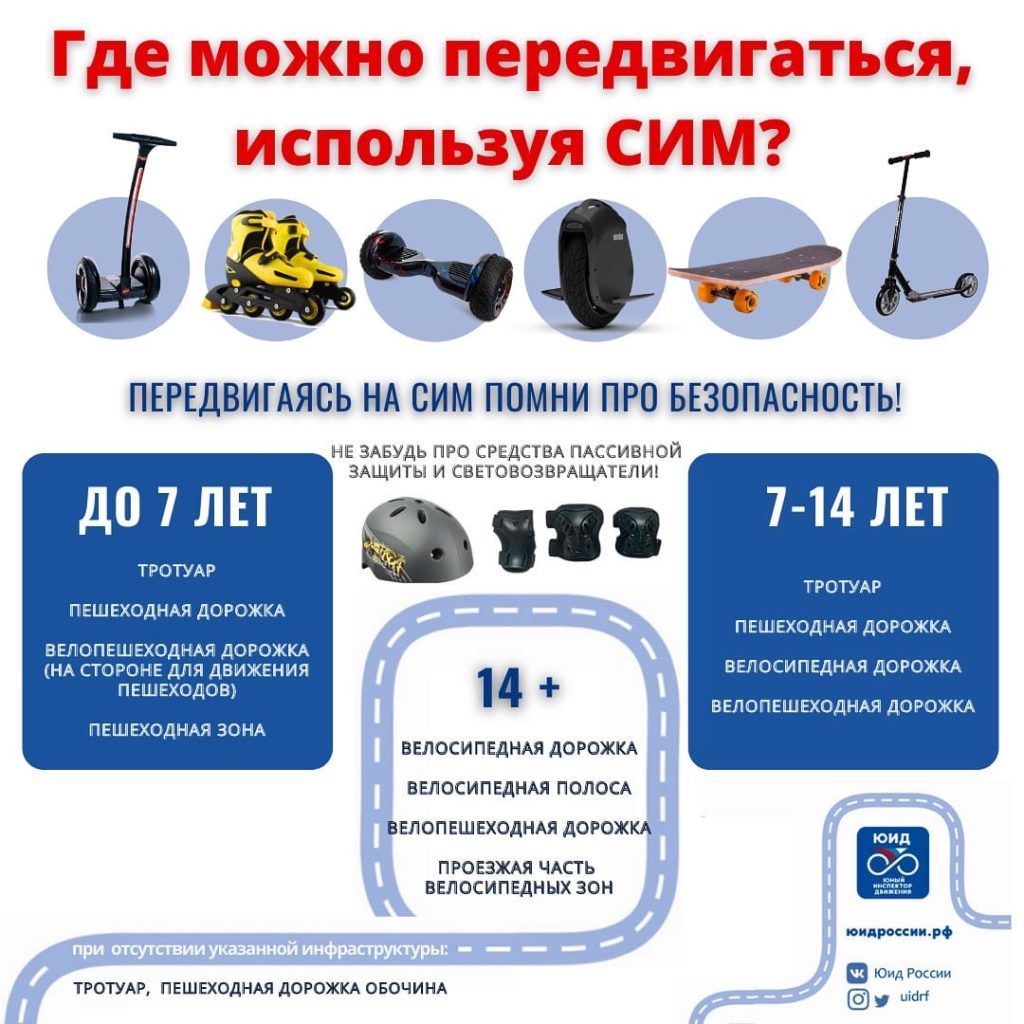 Где можно передвигаться,
используя СИМ?
ПЕРЕДВИГАЯСЬ НА СИМ ПОМНИ ПРО БЕЗОПАСНОСТЬ!
НЕ ЗАБУДЬ ПРО СРЕДСТВА ПАССИВНОЙ
ЗАЩИТЫ И СВЕТОВОЗВРАЩАТЕЛИ!
ДО 7 ЛЕТ
ТРОТУАР
ПЕШЕХОДНАЯ ДОРОЖКА
ВЕЛОПЕШЕХОДНАЯ ДОРОЖКА
(НА СТОРОНЕ ДЛЯ ДВИЖЕНИЯ
ПЕШЕХОДОВ)
ПЕШЕХОДНАЯ ЗОНА
7-14 ЛЕТ
ТРОТУАР
ПЕШЕХОДНАЯ ДОРОЖКА
ВЕЛОСИПЕДНАЯ ДОРОЖКА
ВЕЛОПЕШЕХОДНАЯ ДОРОЖКА
14 +
ВЕЛОСИПЕДНАЯ ДОРОЖКА
ВЕЛОСИПЕДНАЯ ПОЛОСА
ВЕЛОПЕШЕХОДНАЯ ДОРОЖКА
ПРОЕЗЖАЯ ЧАСТЬ
ВЕЛОСИПЕДНЫХ ЗОН
при отсутствии указанной инфраструктуры:
ТРОТУАР, ПЕШЕХОДНАЯ ДОРОЖКА ОБОЧИНА
ЮИД
ЮНЫЙ
ИНСПЕКТОР
ДВИЖЕНИЯ
юидроссии.рф
Юид России
uidrf